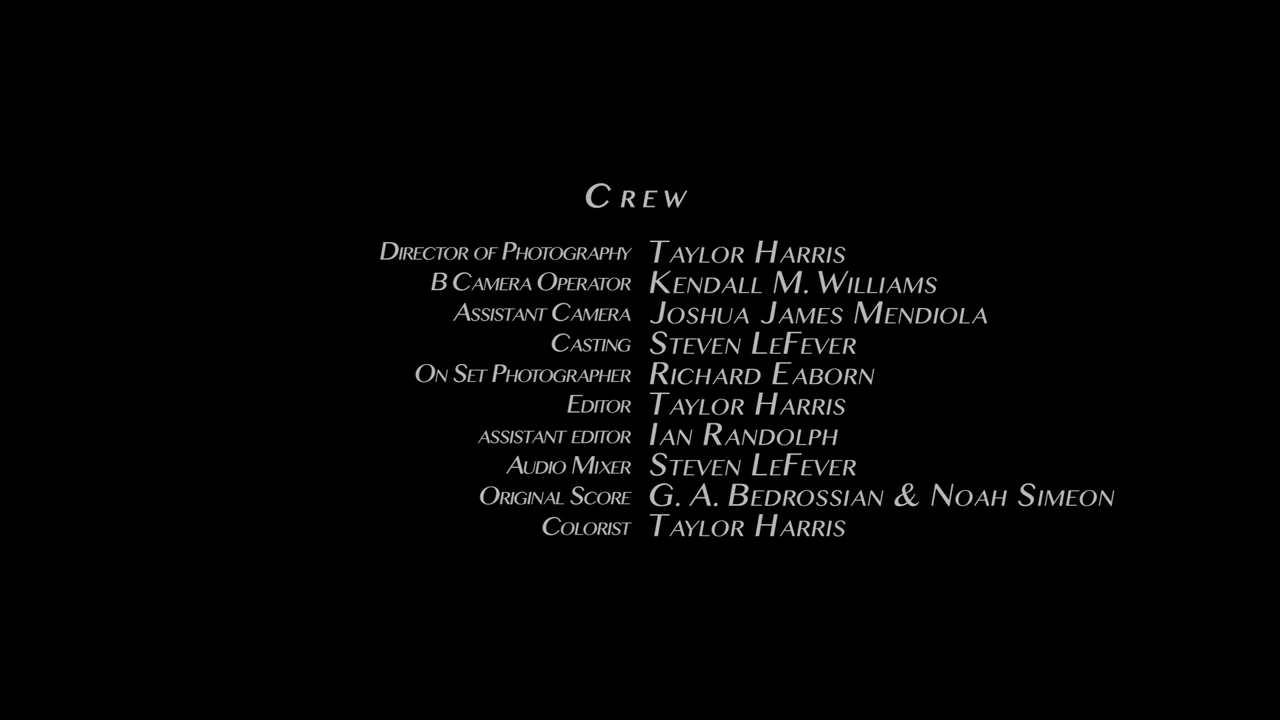 Crew
Director of Photography Taylor Harris
B Camera Operator Kendall M. Williams
Assistant Camera Joshua James Mendiola
Casting Steven LeFever
On Set Photographer Richard Eaborn
Editor Taylor Harris
assistant editor Ian Randolph
Audio Mixer Steven LeFever
Original Score G. A. Bedrossian & Noah Simeon
Colorist Taylor Harris